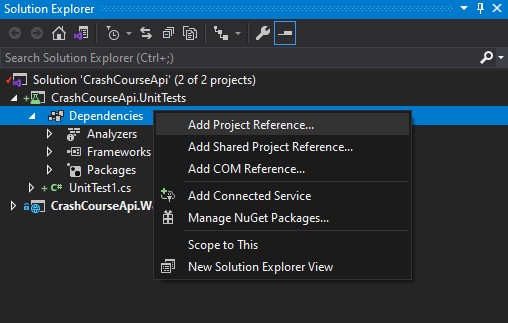 Solution Explorer
Search Solution Explorer (Ctrl+;)
Solution 'CrashCourseApi' (2 of 2 projects)
CrashCourseApi.UnitTests
Dependencies
Add Project Reference...
Analyzers
Add Shared Project Reference...
Frameworks
Add COM Reference...
Packages
UnitTest1.cs
Add Connected Service
CrashCourseApi.W
Manage NuGet Packages...
Scope to This
New Solution Explorer View